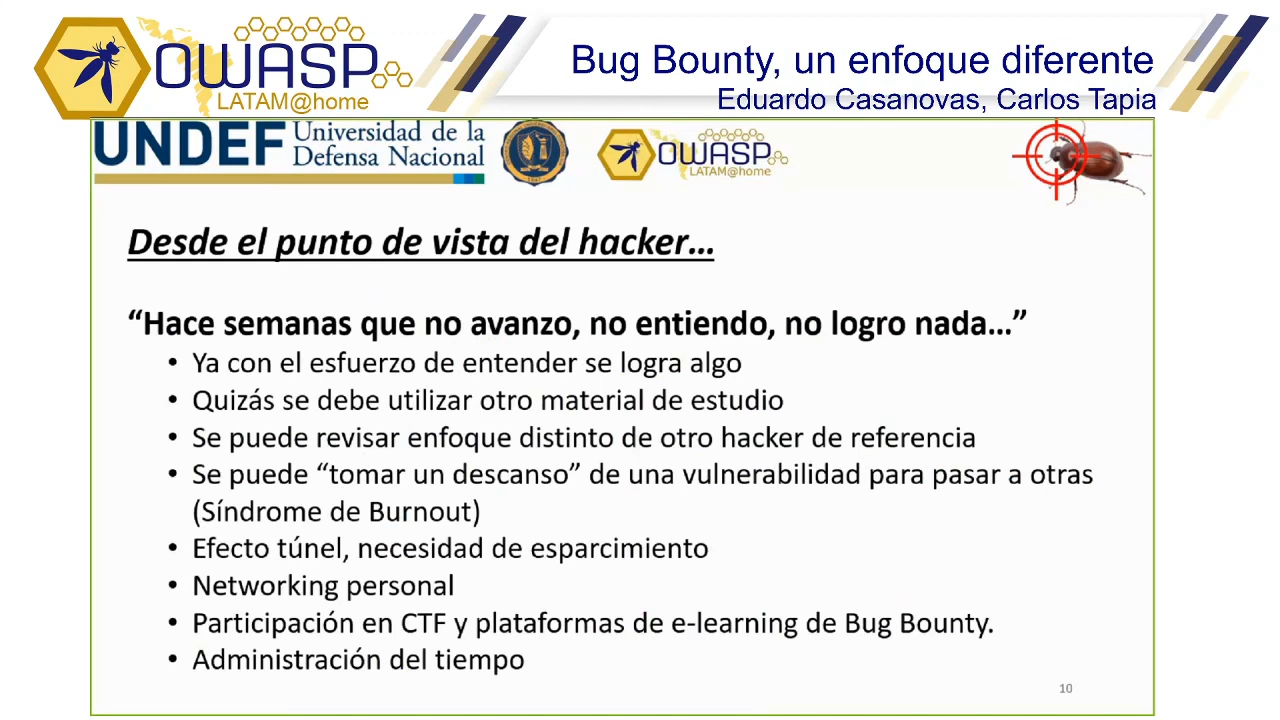 OWASP
LATAM@home
Bug Bounty, un enfoque diferente
Eduardo Casanovas, Carlos Tapia
UNDEF
Universidad de la
Defensa Nacional
OWASP
LATAM@home
Desde el punto de vista del hacker...
“Hace semanas que no avanzo, no entiendo, no logro nada...”
• Ya con el esfuerzo de entender se logra algo
• Quizás se debe utilizar otro material de estudio
• Se puede revisar enfoque distinto de otro hacker de referencia
• Se puede “tomar un descanso” de una vulnerabilidad para pasar a otras
(Síndrome de Burnout)
• Efecto túnel, necesidad de esparcimiento
• Networking personal
• Participación en CTF y plataformas de e-learning de Bug Bounty.
• Administración del tiempo
10